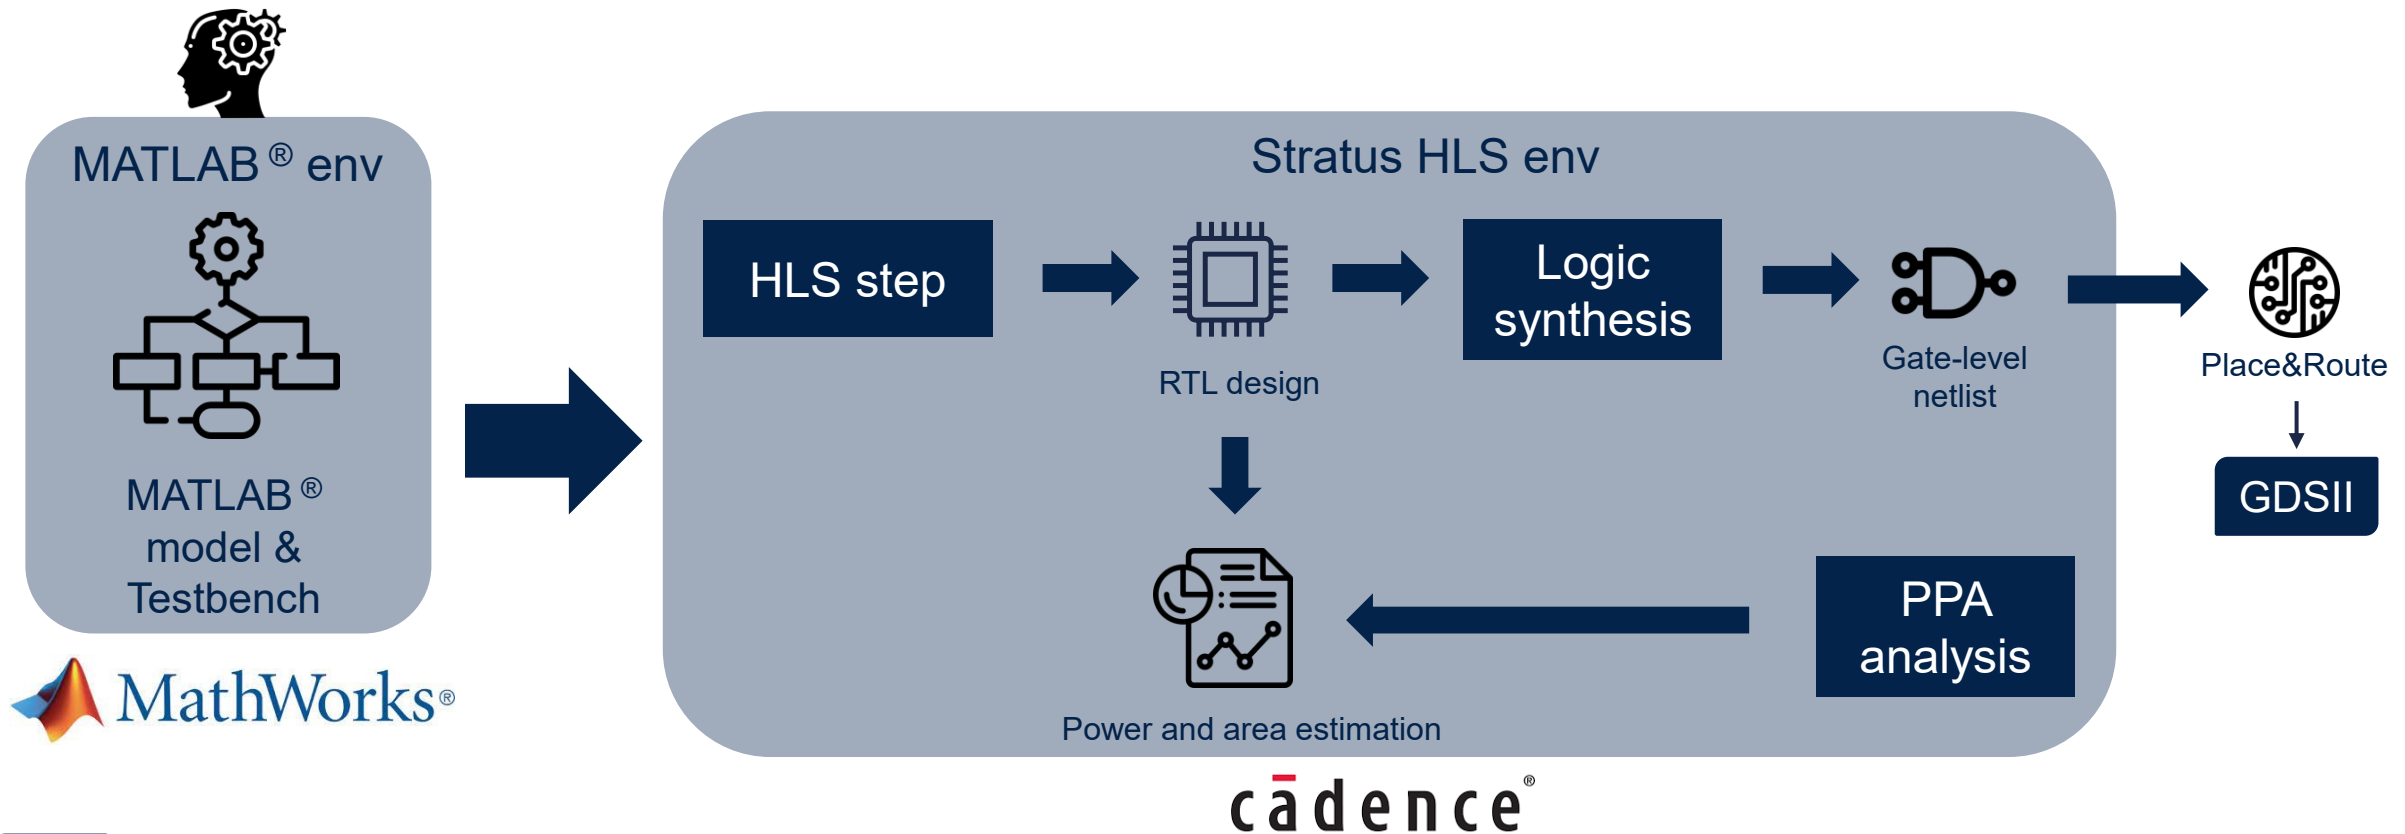 MATLAB ® env
MATLAB ®
model &
Testbench
MathWorks®
Stratus HLS env
HLS step
RTL design
Logic
synthesis
Gate-level
netlist
Place&Route
GDSII
PPA
analysis
Power and area estimation
cādence®